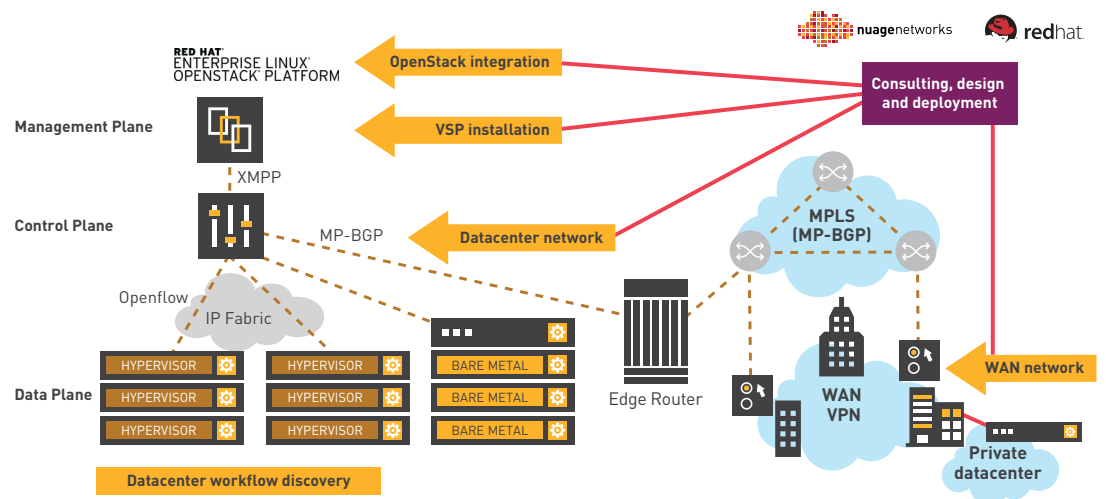 nuagenetworks
redhat.
RED HAT®
ENTERPRISE LINUX®
OPENSTACK® PLATFORM
OpenStack integration
Consulting, design
and deployment
Management Plane
VSP installation
XMPP
Control Plane
MP-BGP
Datacenter network
MPLS
(MP-BGP)
Openflow
IP Fabric
HYPERVISOR
HYPERVISOR
BARE METAL
WAN network
Data Plane
HYPERVISOR
HYPERVISOR
BARE METAL
Edge Router
WAN
VPN
HYPERVISOR
HYPERVISOR
BARE METAL
Private
datacenter
Datacenter workflow discovery